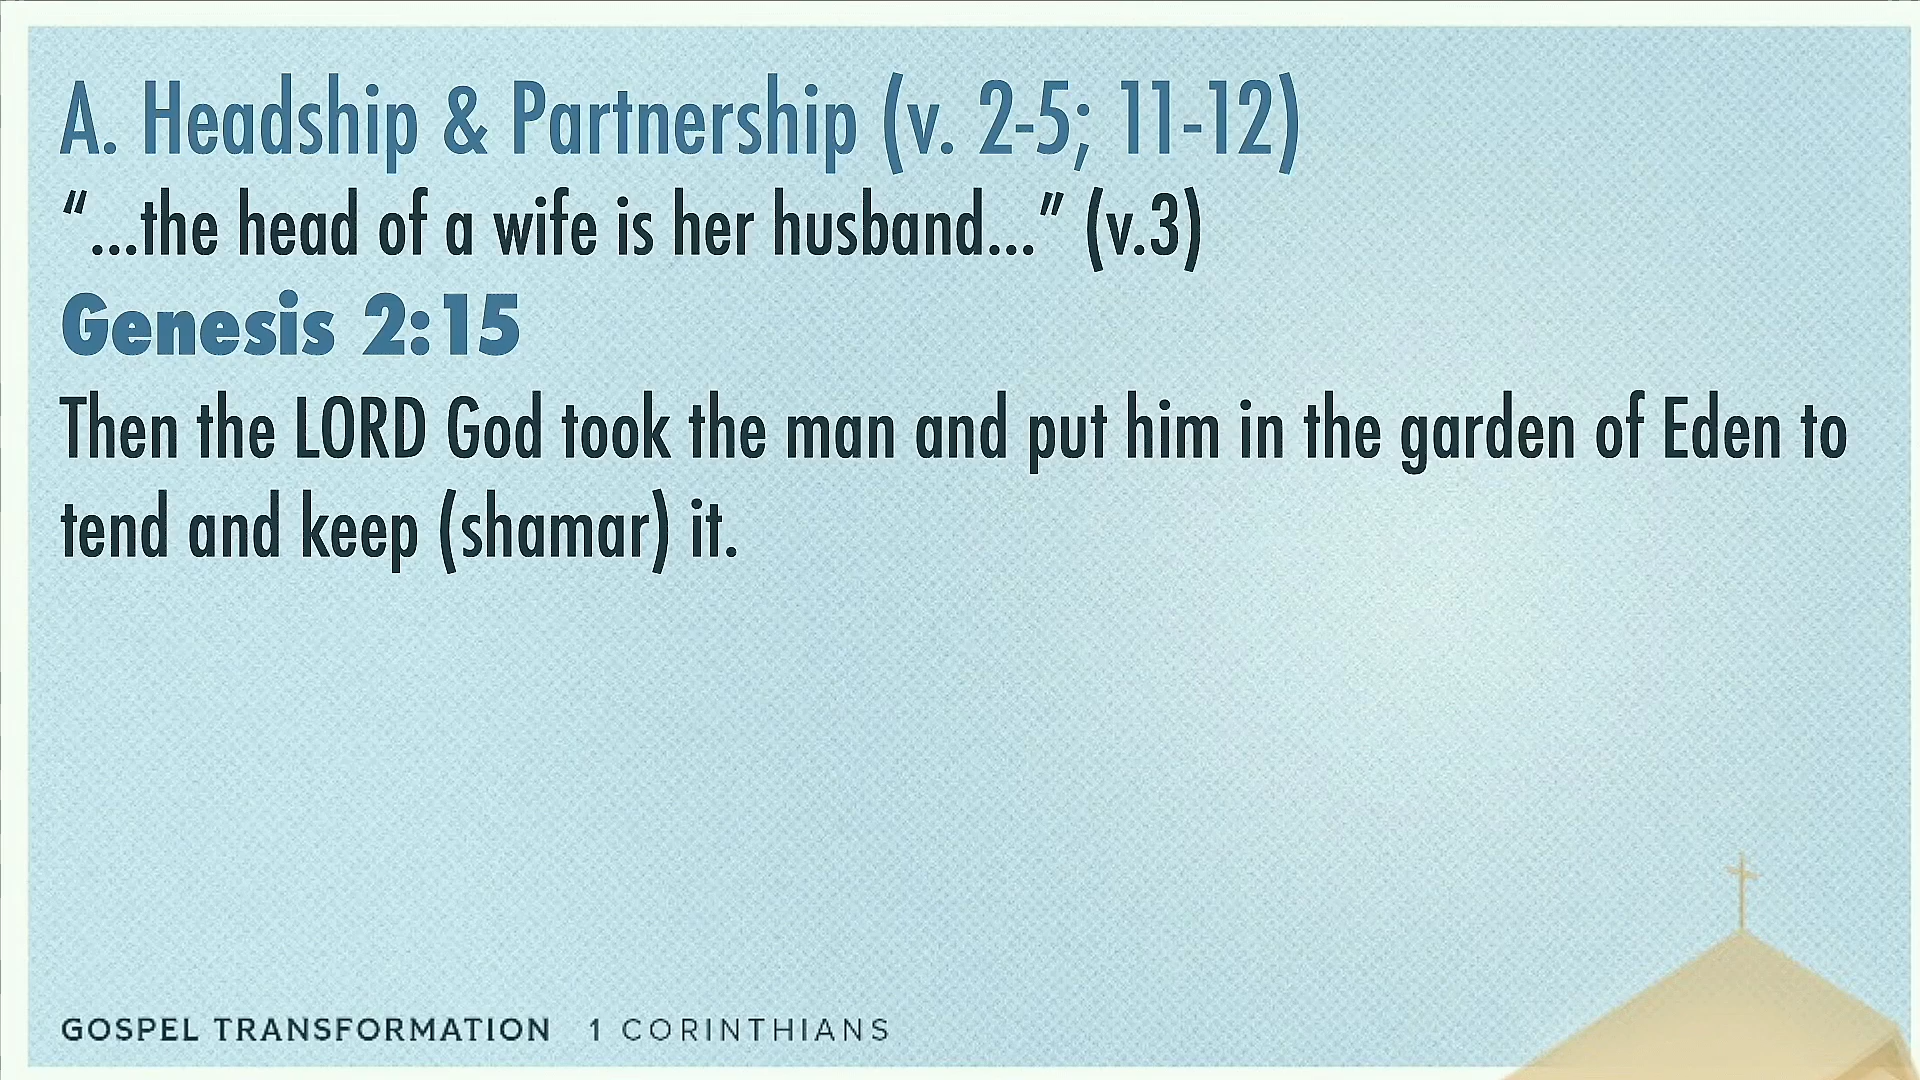 A. Headship & Partnership (v. 2-5; 11-12)
“...the head of a wife is her husband...” (v.3)
Genesis 2:15
Then the LORD God took the man and put him in the garden of Eden to
tend and keep (shamar) it.
GOSPEL TRANSFORMATION 1 CORINTHIANS